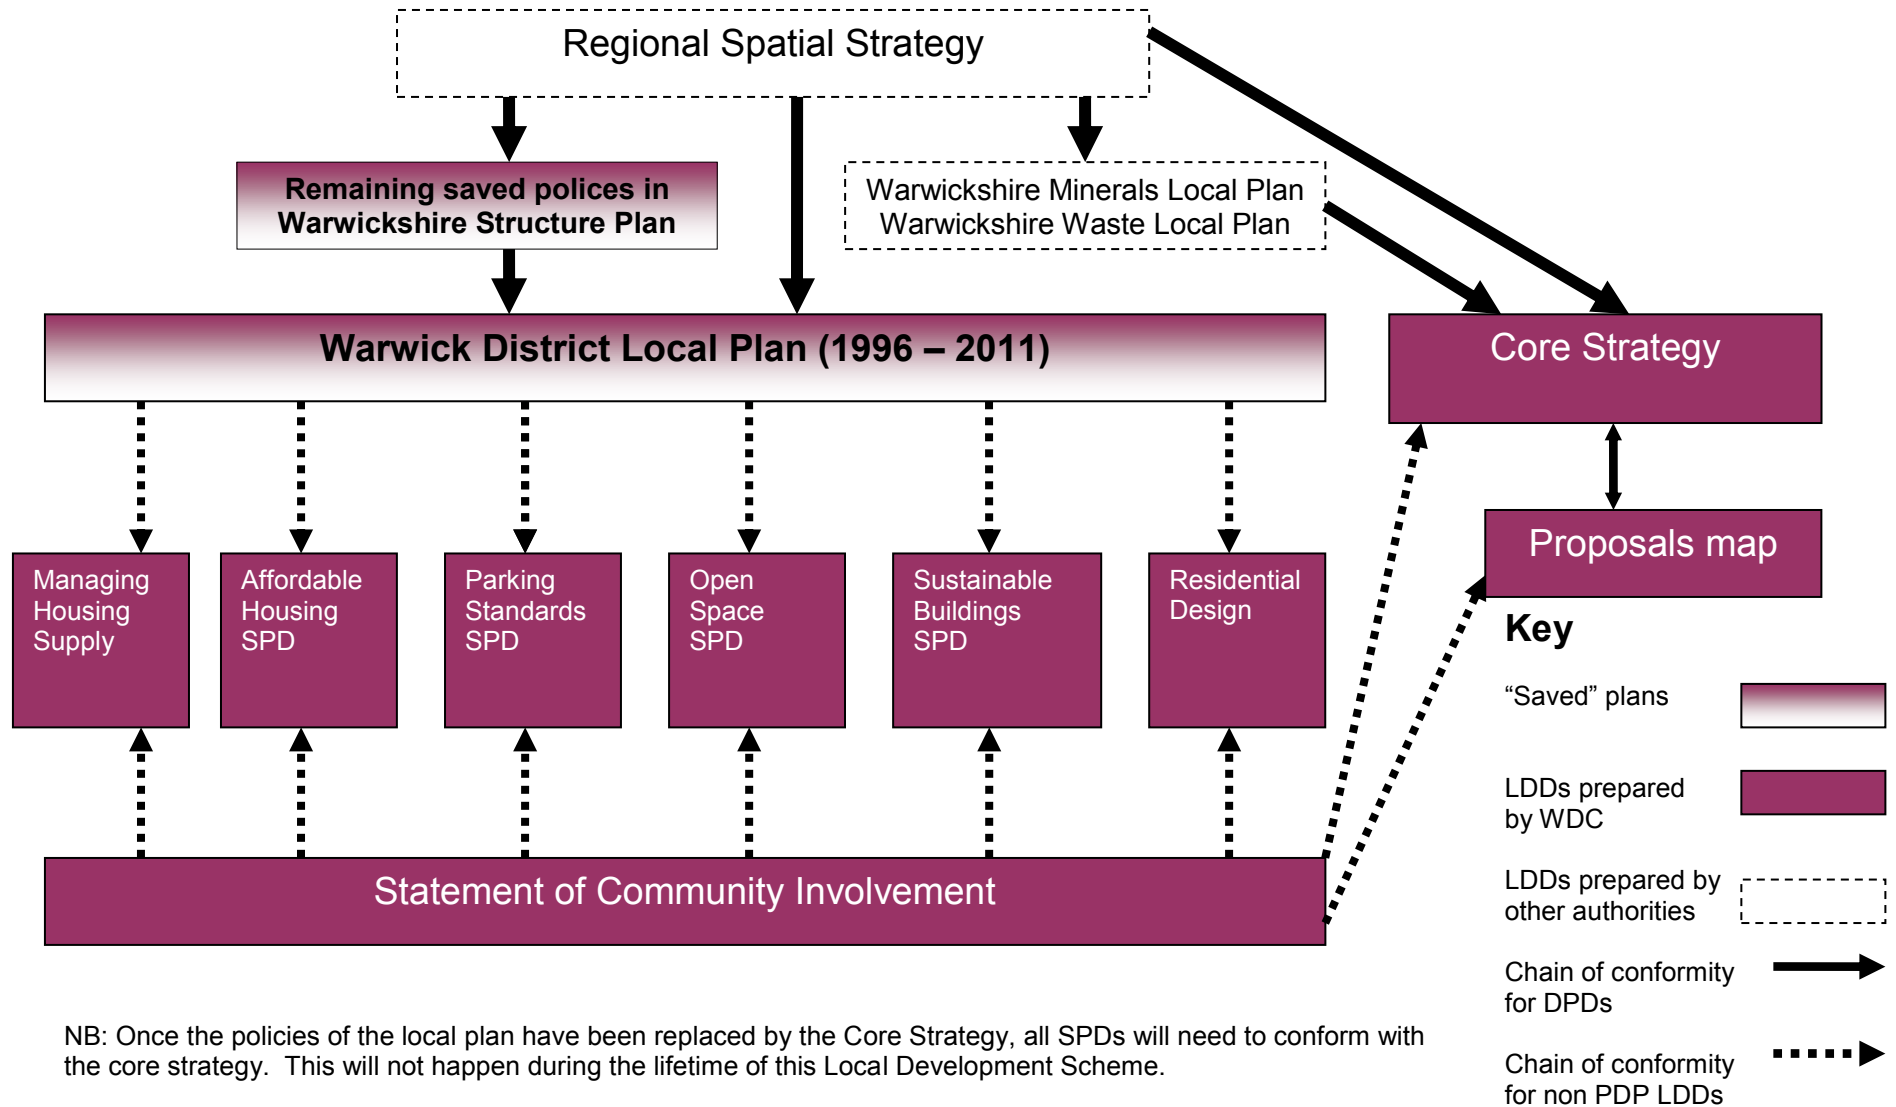 Regional Spatial Strategy
Remaining saved polices in
Warwickshire Structure Plan
Warwickshire Minerals Local Plan
Warwickshire Waste Local Plan
Warwick District Local Plan (1996 – 2011)
Core Strategy
Proposals map
Managing
Housing
Supply
Affordable
Housing
SPD
Parking
Standards
SPD
Open
Space
SPD
Sustainable
Buildings
SPD
Residential
Design
Statement of Community Involvement
Key
“Saved” plans
LDDs prepared
by WDC
LDDs prepared by
other authorities
Chain of conformity
for DPDs
Chain of conformity
for non PDP LDDs
NB: Once the policies of the local plan have been replaced by the Core Strategy, all SPDs will need to conform with
the core strategy.  This will not happen during the lifetime of this Local Development Scheme.